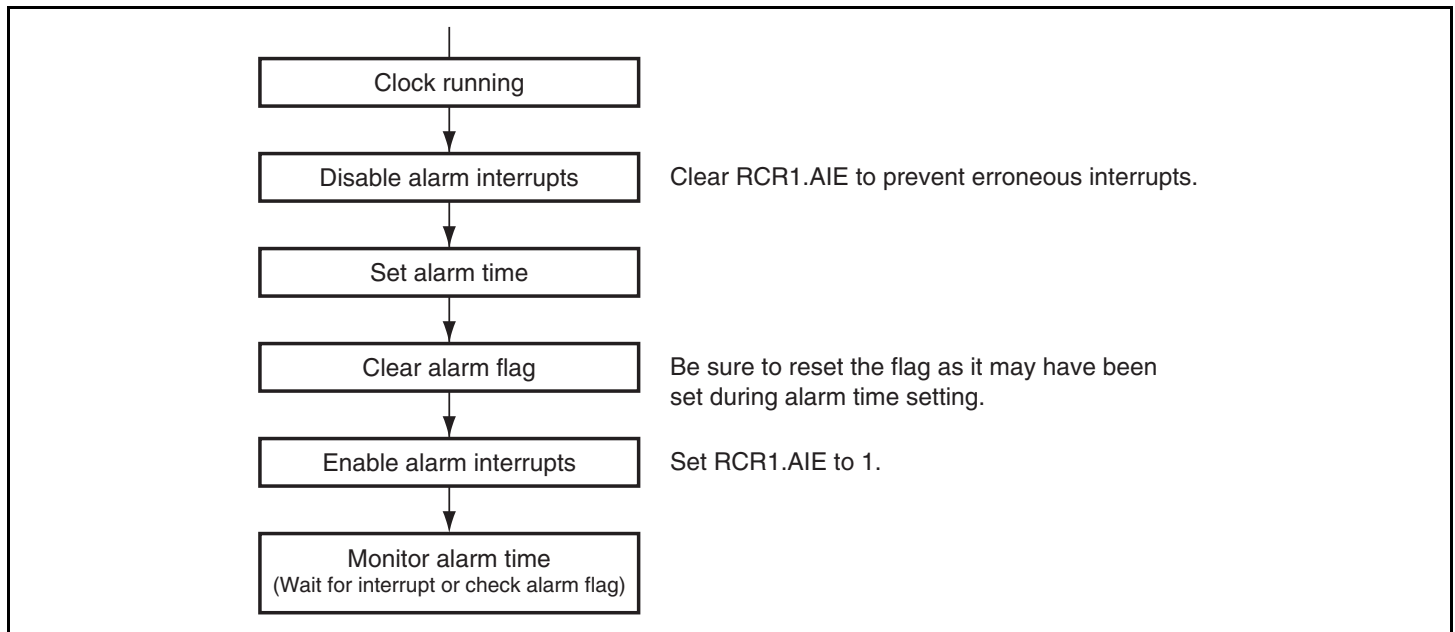 Clock running
Disable alarm interrupts
Clear RCR1.AIE to prevent erroneous interrupts.
Set alarm time
Clear alarm flag
Be sure to reset the flag as it may have been
set during alarm time setting.
Enable alarm interrupts
Set RCR1.AIE to 1.
Monitor alarm time
(Wait for interrupt or check alarm flag)